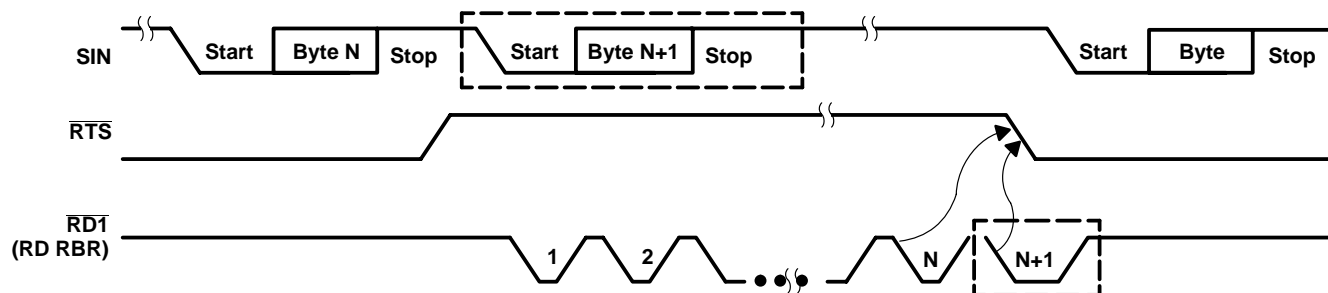 SIN
Start
Byte N
Stop
Start
Byte N+1
Stop
Start
Byte
Stop
RTS
RD1
(RD RBR)
1
2
N
N+1